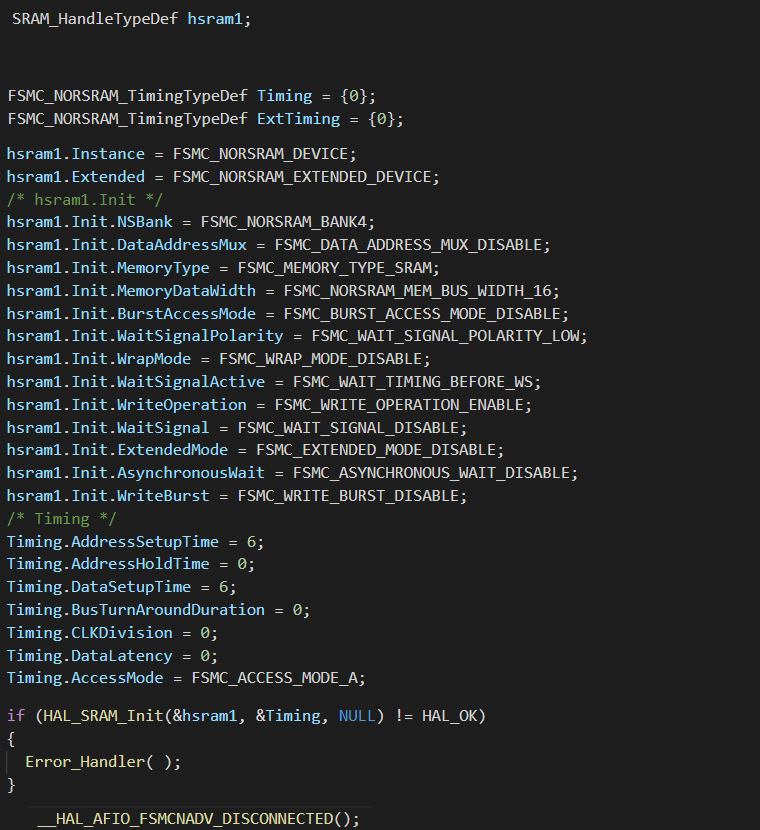 SRAM_HandleTypeDef hsram1;
FSMC_NORSRAM_TimingTypeDef Timing = {0};
FSMC_NORSRAM_TimingTypeDef ExtTiming = {0};
hsram1.Instance = FSMC_NORSRAM_DEVICE;
hsram1.Extended = FSMC_NORSRAM_EXTENDED_DEVICE;
/* hsram1.Init */
hsram1.Init.NSBank = FSMC_NORSRAM_BANK4;
hsram1.Init.DataAddressMux = FSMC_DATA_ADDRESS_MUX_DISABLE;
hsram1.Init.MemoryType = FSMC_MEMORY_TYPE_SRAM;
hsram1.Init.MemoryDataWidth = FSMC_NORSRAM_MEM_BUS_WIDTH_16;
hsram1.Init.BurstAccessMode = FSMC_BURST_ACCESS_MODE_DISABLE;
hsram1.Init.WaitSignalPolarity = FSMC_WAIT_SIGNAL_POLARITY_LOW;
hsram1.Init.WrapMode = FSMC_WRAP_MODE_DISABLE;
hsram1.Init.WaitSignalActive = FSMC_WAIT_TIMING_BEFORE_WS;
hsram1.Init.WriteOperation = FSMC_WRITE_OPERATION_ENABLE;
hsram1.Init.WaitSignal = FSMC_WAIT_SIGNAL_DISABLE;
hsram1.Init.ExtendedMode = FSMC_EXTENDED_MODE_DISABLE;
hsram1.Init.AsynchronousWait = FSMC_ASYNCHRONOUS_WAIT_DISABLE;
hsram1.Init.WriteBurst = FSMC_WRITE_BURST_DISABLE;
/* Timing */
Timing.AddressSetupTime = 6;
Timing.AddressHoldTime = 0;
Timing.DataSetupTime = 6;
Timing.BusTurnAroundDuration = 0;
Timing.CLKDivision = 0;
Timing.DataLatency = 0;
Timing.AccessMode = FSMC_ACCESS_MODE_A;
if (HAL_SRAM_Init(&hsram1, &Timing, NULL) != HAL_OK)
{
Error_Handler( );
}
__HAL_AFIO_FSMCNADV_DISCONNECTED();